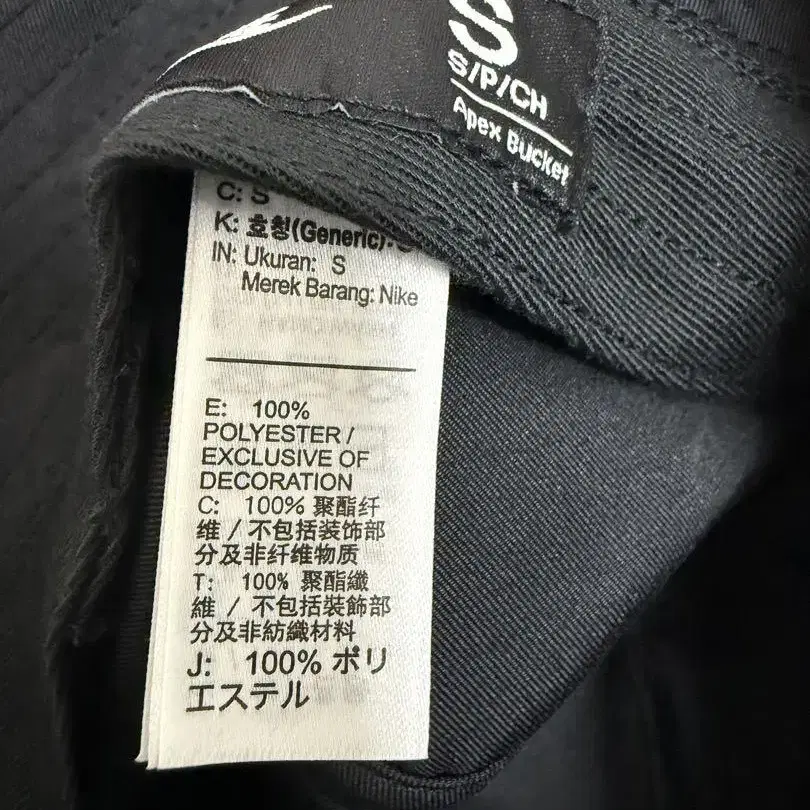 S
S/P/CH
Apex Bucket
C: S
K: 호칭(Generic):
IN: Ukuran: S
Merek Barang: Nike
E: 100%
POLYESTER /
EXCLUSIVE OF
DECORATION
C: 100% 聚酯纤
维 / 不包括装饰部
分及非纤维物质
T: 100% 聚酯纖
維 / 不包括裝飾部
分及非紡織材料
J: 100% ポリ
エステル